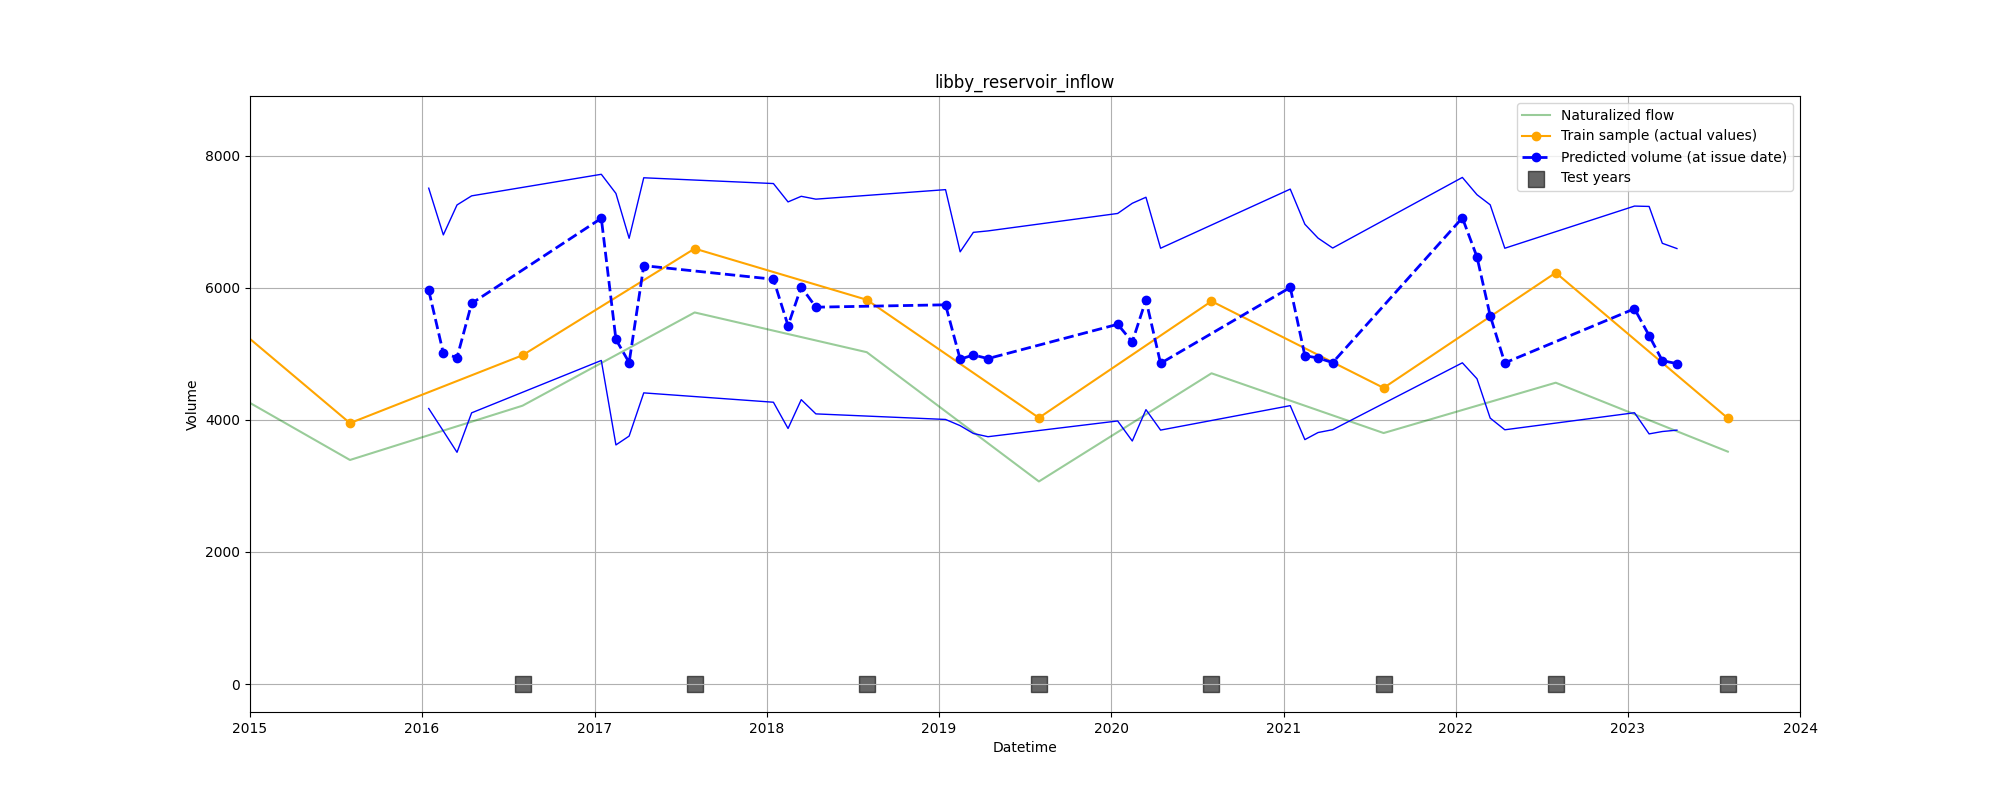 libby_reservoir_inflow
Naturalized flow
Train sample (actual values)
Predicted volume (at issue date)
Test years
8000
6000
4000
2000
0
Volume
2015 2016 2017 2018 2019 2020 2021 2022 2023 2024
Datetime